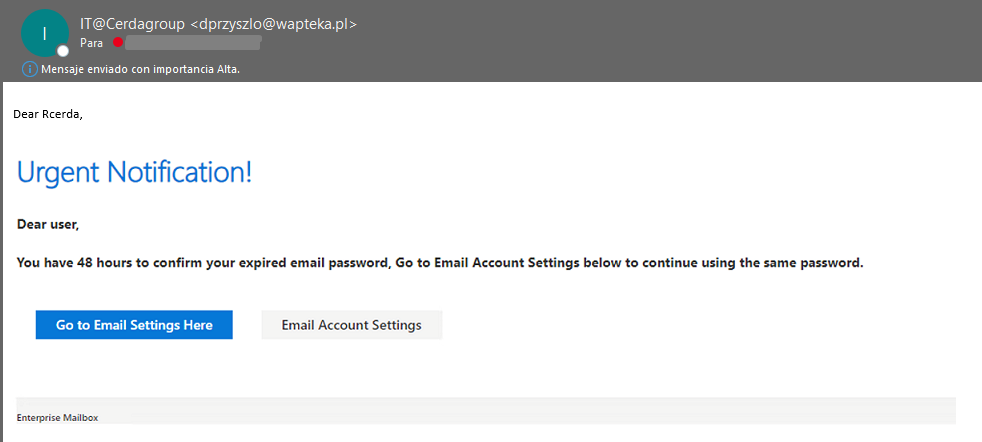 I
IT@Cerdagroup <dprzyszlo@wapteka.pl>
Para
Mensaje enviado con importancia Alta.
Dear Rcerda,
Urgent Notification!
Dear user,
You have 48 hours to confirm your expired email password, Go to Email Account Settings below to continue using the same password.
Go to Email Settings Here Email Account Settings
Enterprise Mailbox